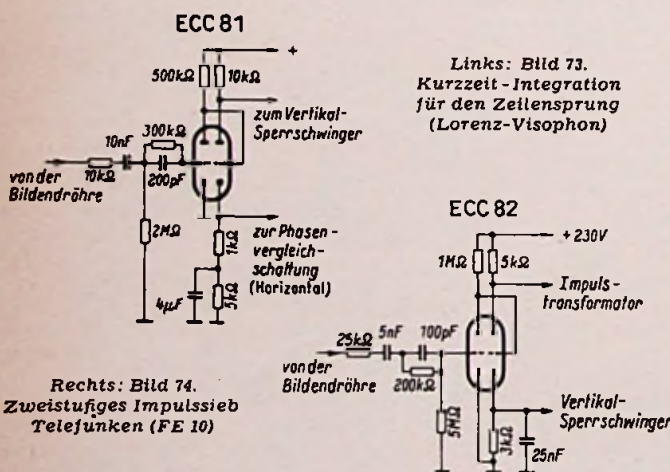 ECC 81
+
500kΩ 10kΩ
zum Vertikal-
Sperrschwinger
10nF
300kΩ
von der
Bildendröhre
10kΩ
200pF
2MΩ
1kΩ
zur Phasen-
vergleich-
schaltung
(Horizontal)
4µF
5kΩ
Links: Bild 73.
Kurzzeit-Integration
für den Zeilensprung
(Lorenz-Visophon)
ECC 82
+230V
1MΩ 5kΩ
Impuls-
transformator
25kΩ
5nF
100pF
von der
Bildendröhre
200kΩ
5MΩ
3kΩ
Vertikal-
Sperrschwinger
25nF
Rechts: Bild 74.
Zweistufiges Impulssieb
Telefunken (FE 10)